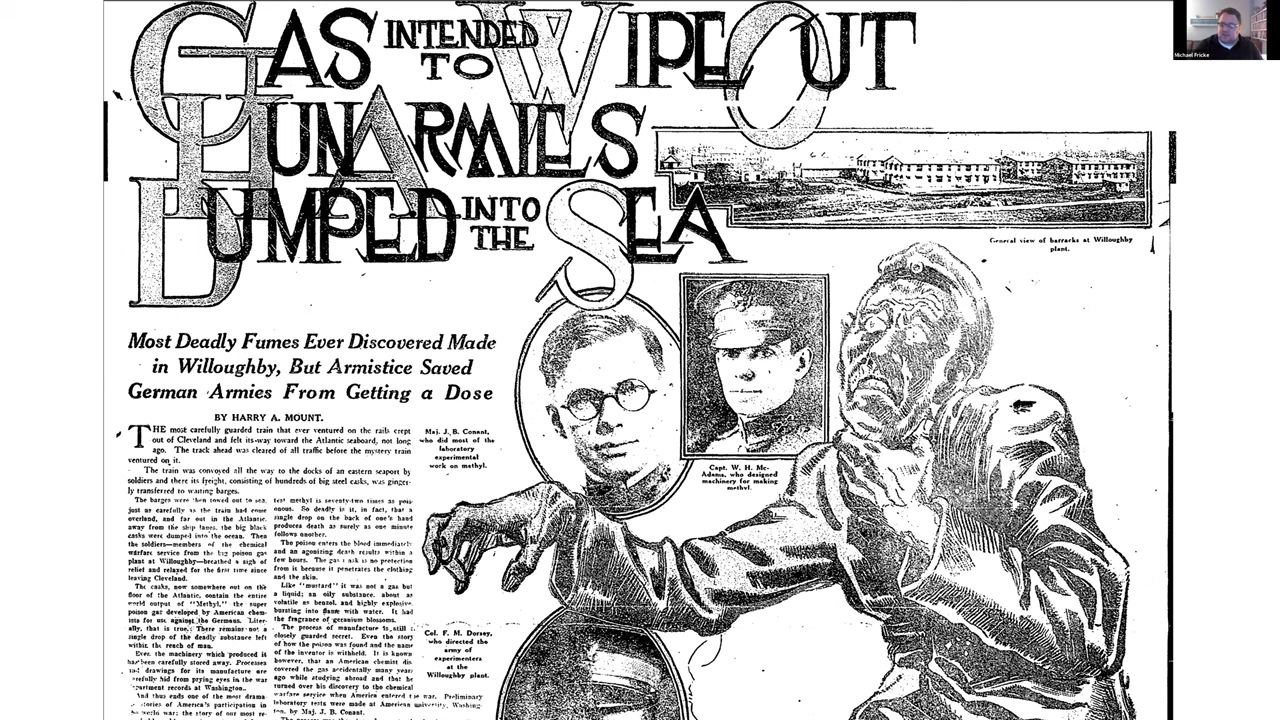 GAS INTENDED TO WIPE OUT
HUN ARMIES
DUMPED INTO THE SEA
Michael Fricke
General view of barracks at Willoughby
plant.
Most Deadly Fumes Ever Discovered Made
in Willoughby, But Armistice Saved
German Armies From Getting a Dose
BY HARRY A. MOUNT.
THE most carefully guarded train that ever ventured on the rails crept
out of Cleveland and felt its way toward the Atlantic seaboard, not long
ago. The track ahead was cleared of all traffic before the mystery train
ventured on it.
The train was convoyed all the way to the docks of an eastern seaport by
soldiers and there its freight, consisting of hundreds of big steel casks, was ginger-
ly transferred to waiting barges.
The barges were then towed out to sea,
just as carefully as the train had come
overland, and far out in the Atlantic,
away from the ship lanes, the big black
casks were dumped into the ocean. Then
the soldiers—members of the chemical
warfare service from the big poison gas
plant at Willoughby—breathed a sigh of
relief and relaxed for the first time since
leaving Cleveland.
The casks, now somewhere out on the
floor of the Atlantic, contain the entire
world output of "Methyl," the super
poison gas developed by American chem-
ists for use against the Germans. Liter-
ally, that is true. There remains not a
single drop of the deadly substance left
within the reach of man.
Even the machinery which produced it
has been carefully stored away. Processes
and drawings for its manufacture are
carefully hid from prying eyes in the war
department records at Washington.
And thus ends one of the most drama-
stories of America's participation in
world war; the story of our most re-
test methyl is seventy-two times as pois-
onous. So deadly is it, in fact, that a
single drop on the back of one's hand
produces death as surely as one minute
follows another.
The poison enters the blood immediately
and an agonizing death results within a
few hours. The gas mask is no protection
from it because it penetrates the clothing
and the skin.
Like "mustard" it was not a gas but
a liquid; an oily substance, about as
volatile as benzol, and highly explosive,
bursting into flame with water. It had
the fragrance of geranium blossoms.
The process of manufacture is still a
closely guarded secret. Even the story
of how the poison was found and the name
of the inventor is withheld. It is known
however, that an American chemist dis-
covered the gas accidentally many years
ago while studying abroad and that he
turned over his discovery to the chemical
warfare service when America entered the war. Preliminary
laboratory tests were made at American university, Washing-
ton, by Maj. J. B. Conant.
Maj. J. B. Conant,
who did most of the
laboratory
experimental
work on methyl.
Capt. W. H. Mc-
Adams, who designed
machinery for making
methyl.
Col. F. M. Dorsey,
who directed the
army of
experimenters
at the
Willoughby plant.